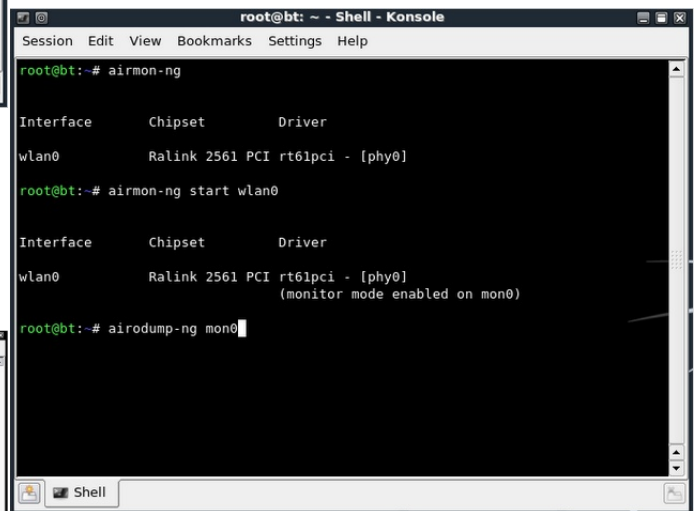 root@bt: ~ - Shell - Konsole
Session Edit View Bookmarks Settings Help
root@bt:~# airmon-ng
Interface Chipset Driver
wlan0 Ralink 2561 PCI rt61pci - [phy0]
root@bt:~# airmon-ng start wlan0
Interface Chipset Driver
wlan0 Ralink 2561 PCI rt61pci - [phy0]
(monitor mode enabled on mon0)
root@bt:~# airodump-ng mon0
Shell